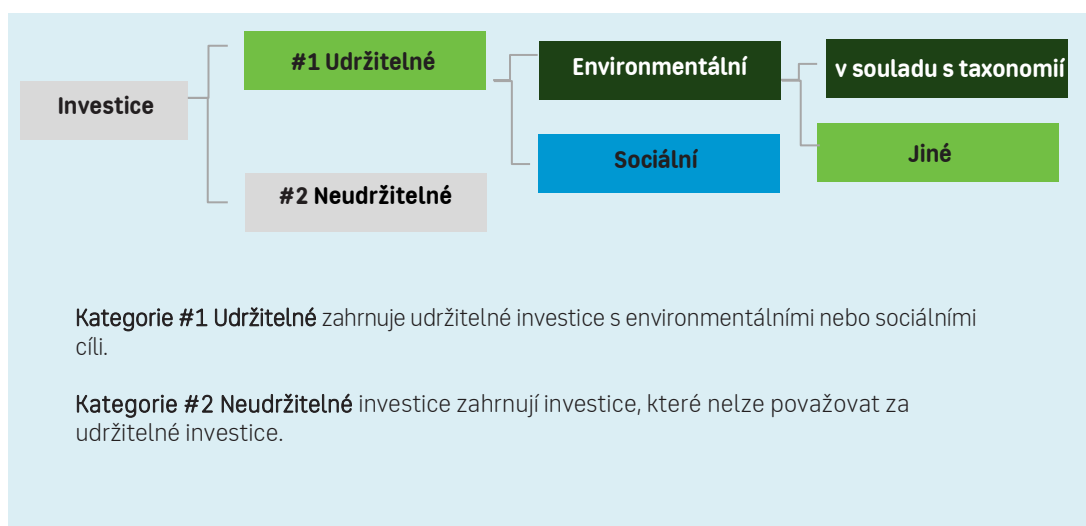 #1 Udržitelné
Environmentální
v souladu s taxonomií
Investice
Sociální
Jiné
#2 Neudržitelné
Kategorie #1 Udržitelné zahrnuje udržitelné investice s environmentálními nebo sociálními
cíli.
Kategorie #2 Neudržitelné investice zahrnují investice, které nelze považovat za
udržitelné investice.